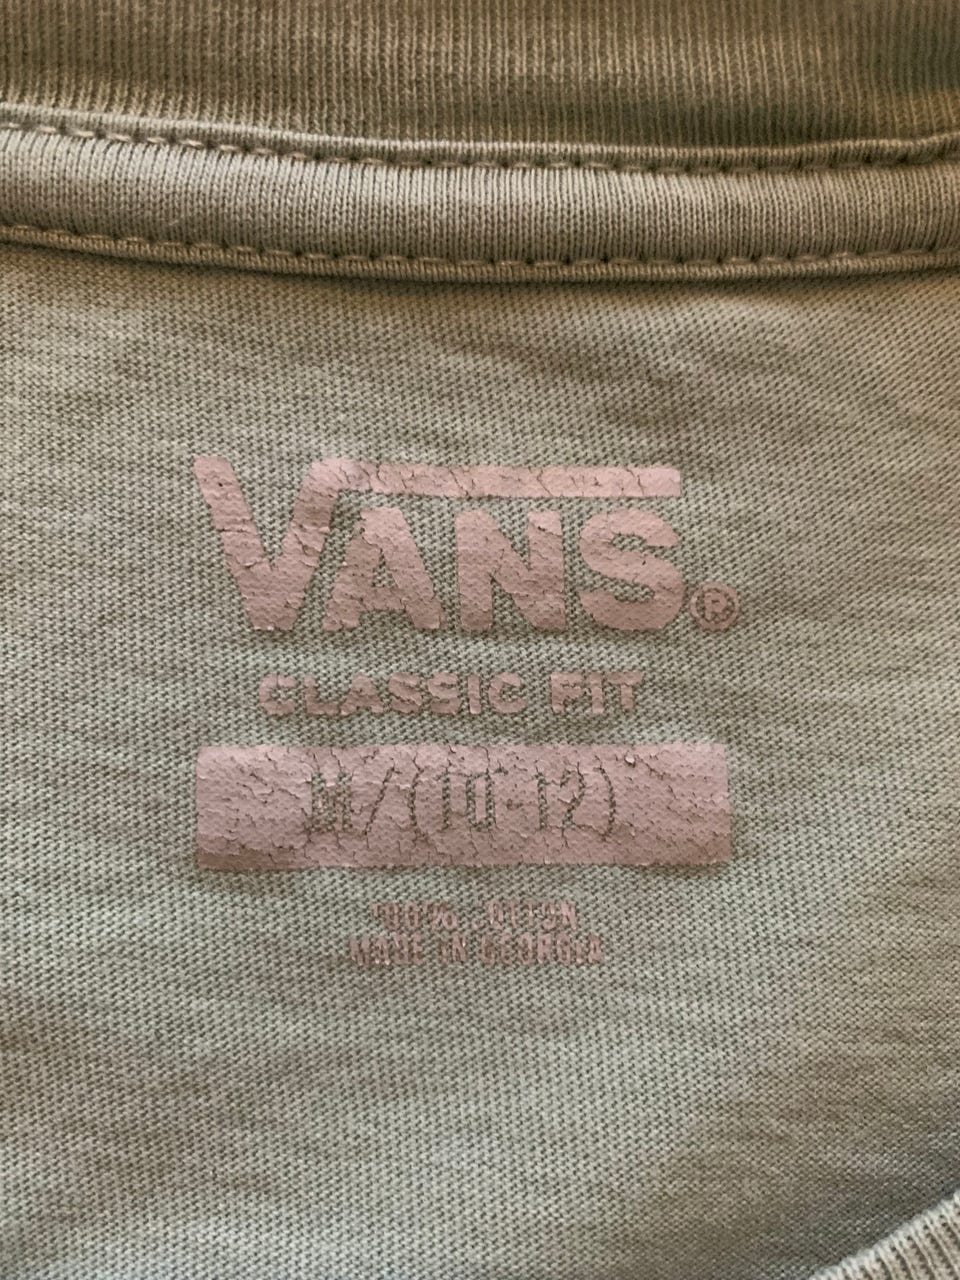 VANS®
CLASSIC FIT
M/(10-12)
100% COTTON
MADE IN GEORGIA